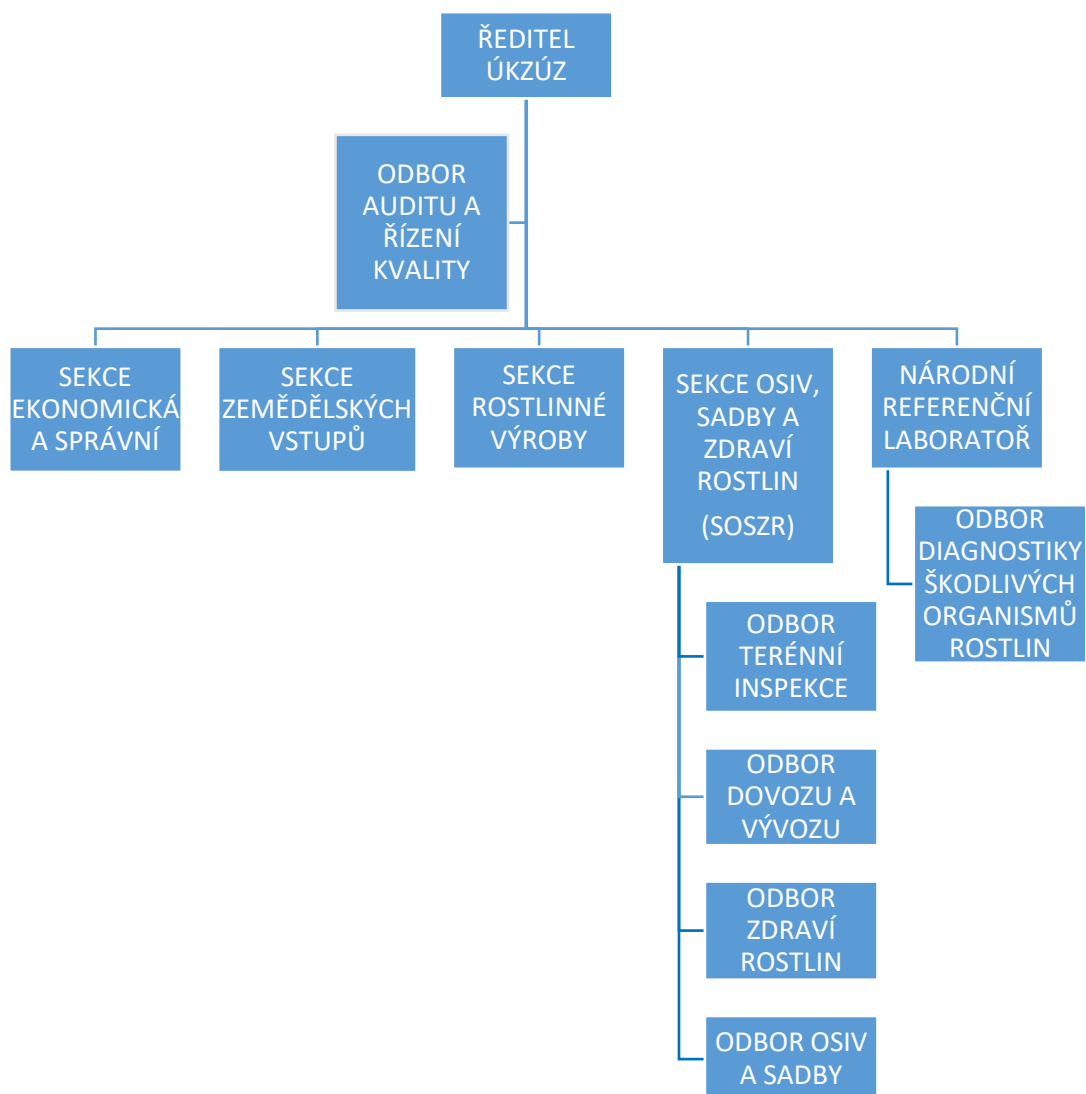 ŘEDITEL
ÚKZÚZ
ODBOR
AUDITU A
ŘÍZENÍ
KVALITY
SEKCE
EKONOMICKÁ
A SPRÁVNÍ
SEKCE
ZEMĚDĚLSKÝCH
VSTUPŮ
SEKCE
ROSTLINNÉ
VÝROBY
SEKCE OSIV,
SADBY A
ZDRAVÍ
ROSTLIN
(SOSZR)
NÁRODNÍ
REFERENČNÍ
LABORATOŘ
ODBOR
DIAGNOSTIKY
ŠKODLIVÝCH
ORGANISMŮ
ROSTLIN
ODBOR
TERÉNNÍ
INSPEKCE
ODBOR
DOVOZU A
VÝVOZU
ODBOR
ZDRAVÍ
ROSTLIN
ODBOR OSIV
A SADBY